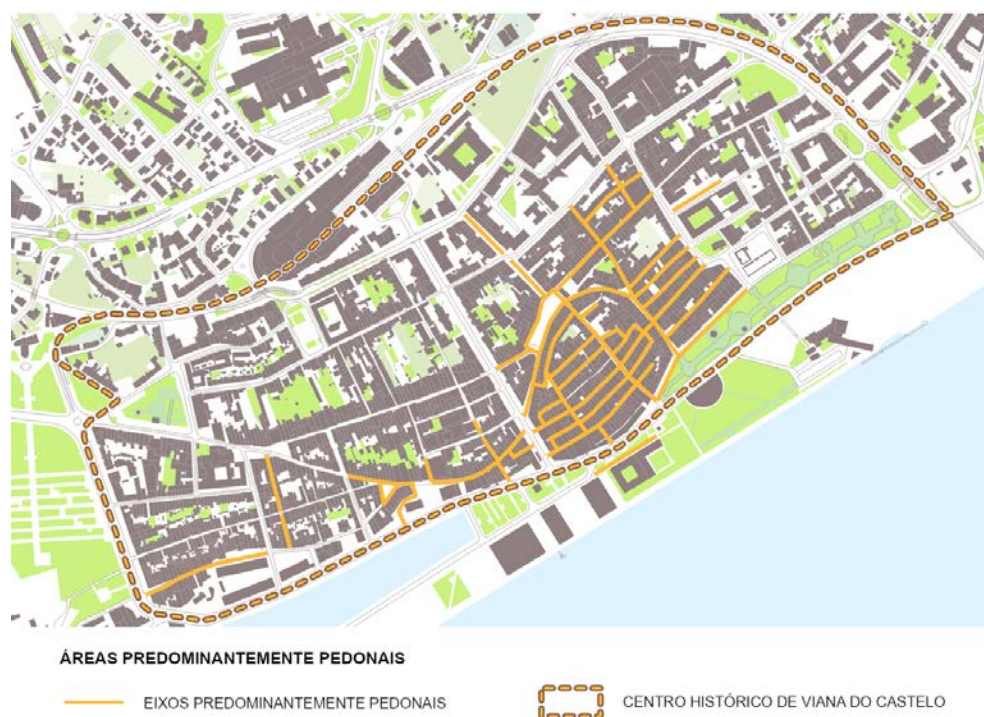 ÁREAS PREDOMINANTEMENTE PEDONAIS
EIXOS PREDOMINANTEMENTE PEDONAIS
CENTRO HISTÓRICO DE VIANA DO CASTELO